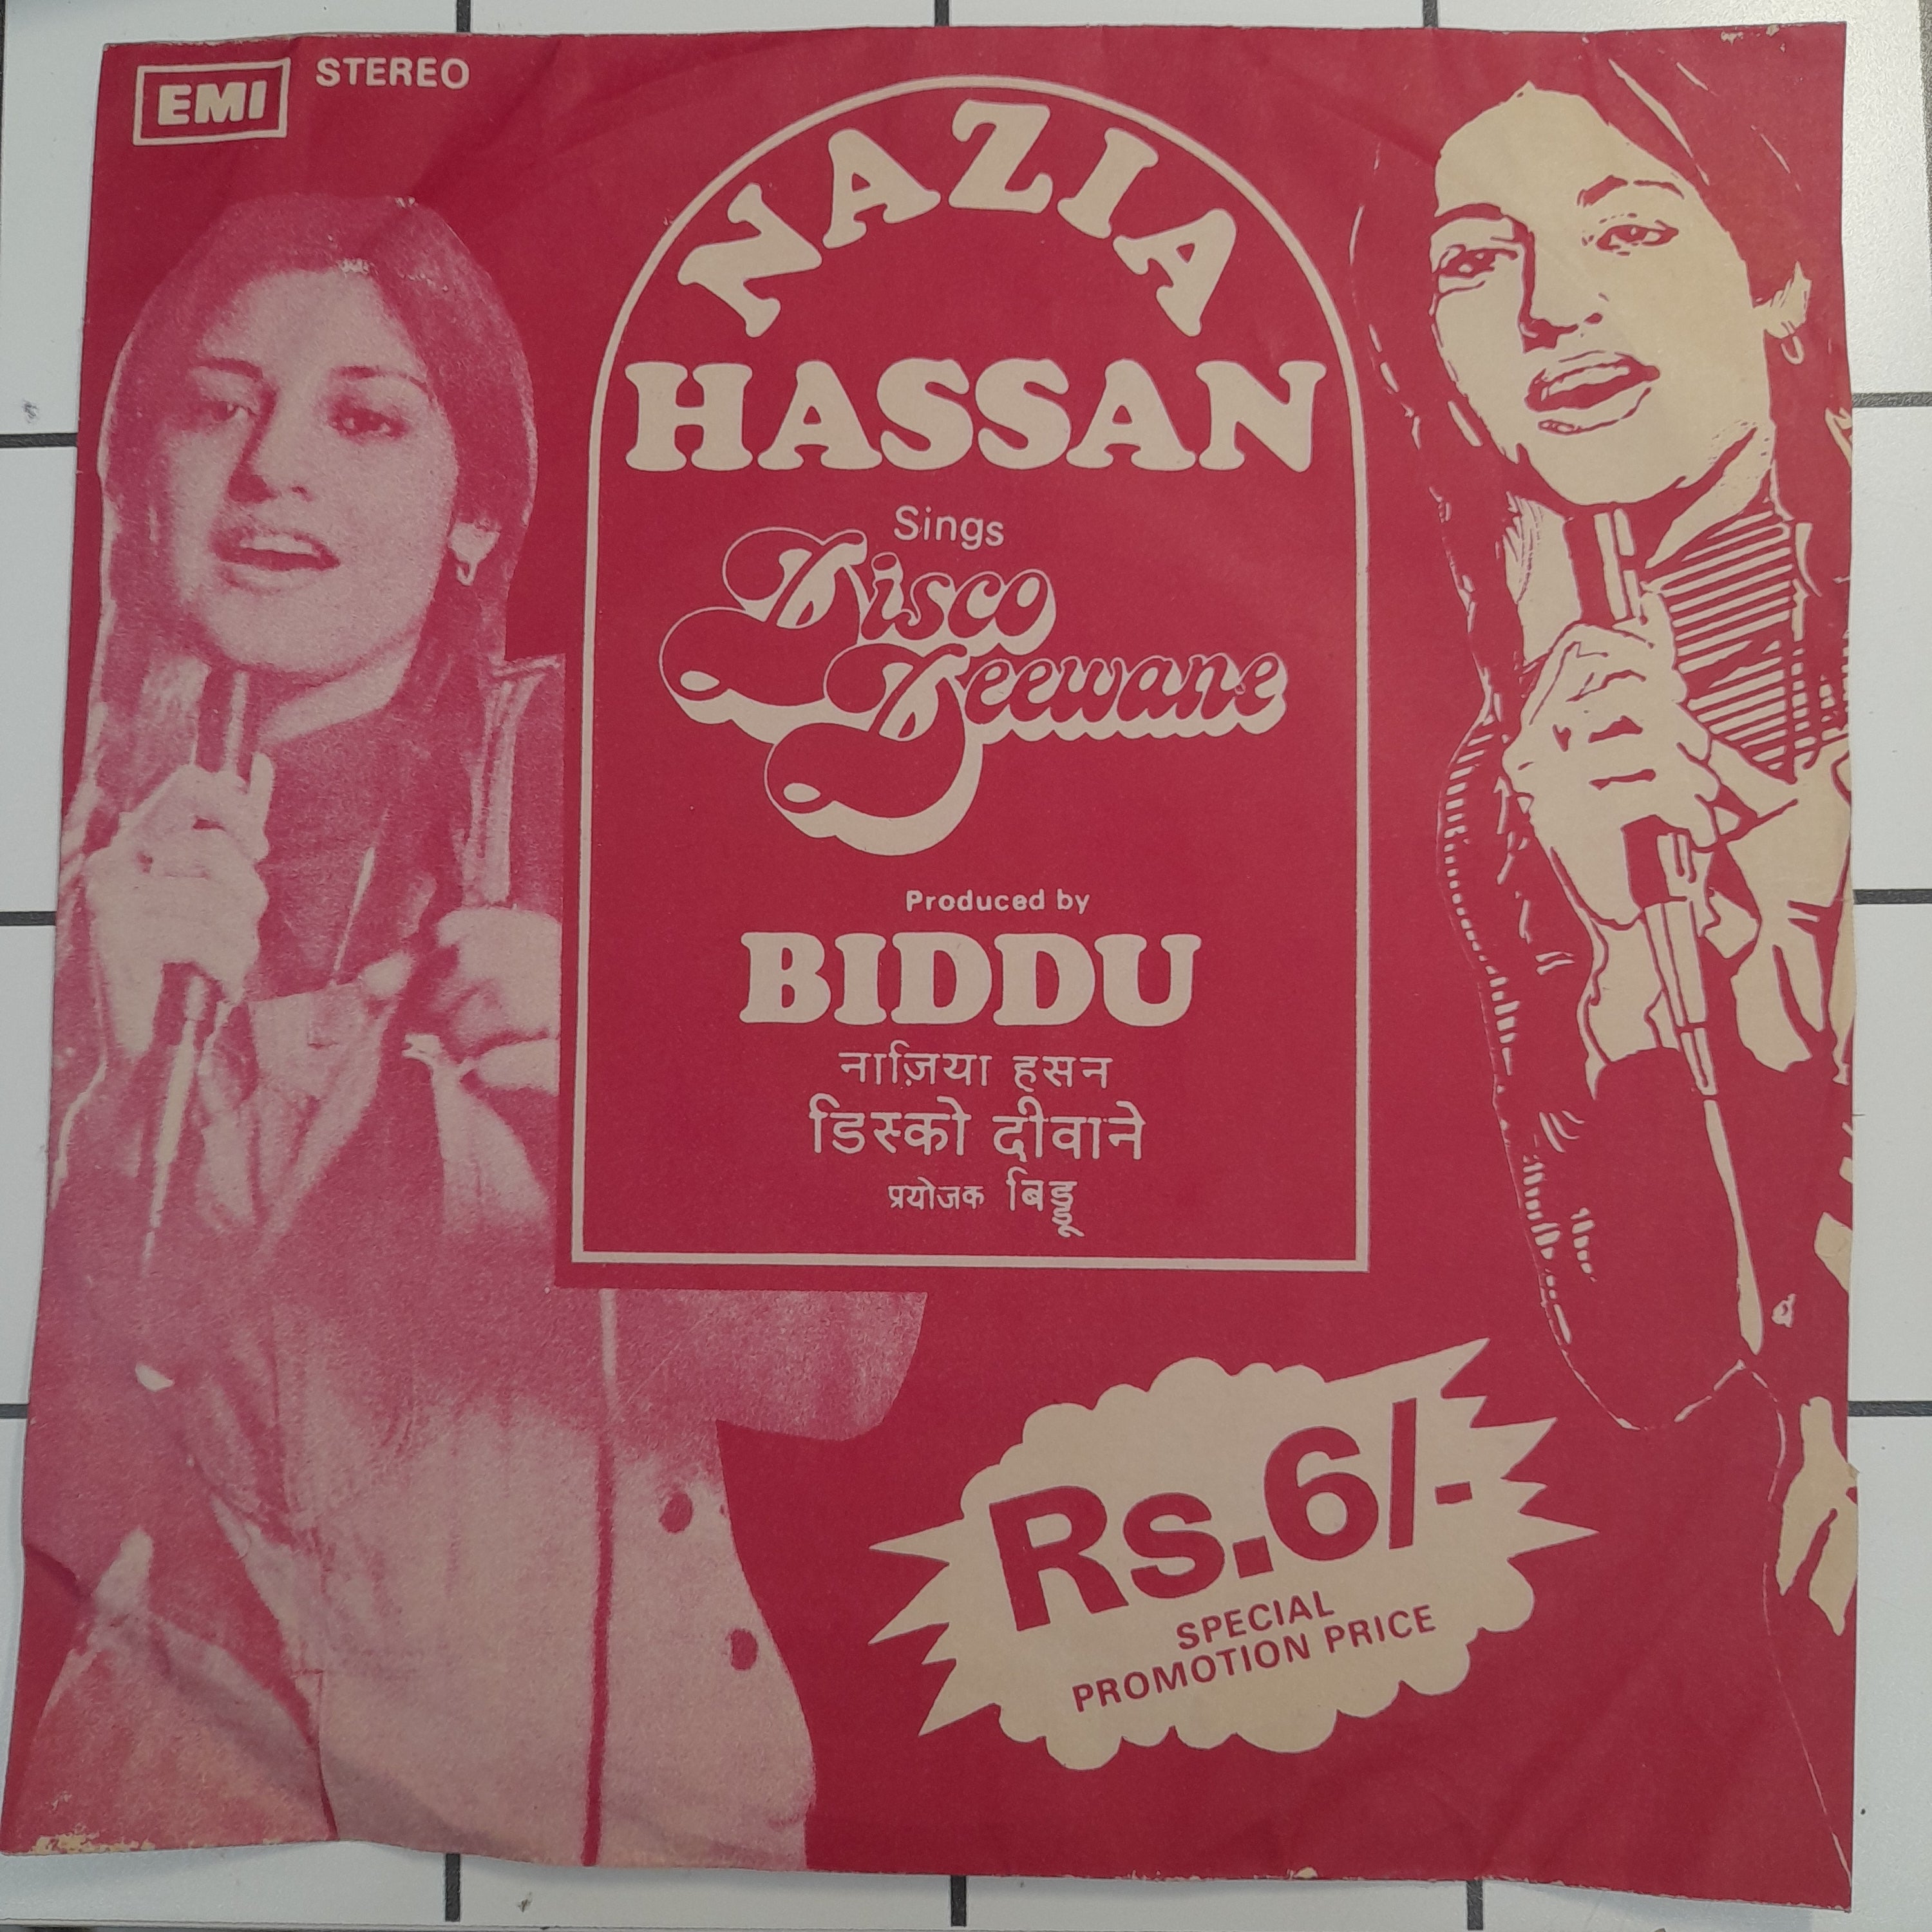 EMI STEREO
NAZIA
HASSAN
Sings
Disco
Deewane
Produced by
BIDDU
नाज़िया हसन
डिस्को दीवाने
प्रयोजक बिड्डू
Rs.6/-
SPECIAL
PROMOTION PRICE